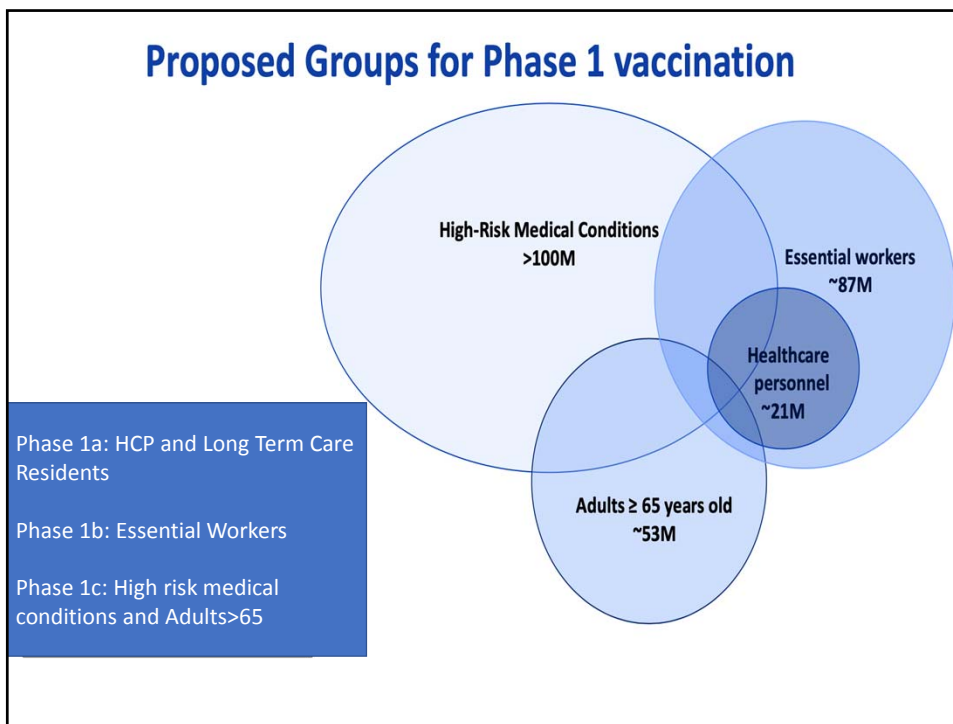 Proposed Groups for Phase 1 vaccination
High-Risk Medical Conditions
>100M
Essential workers
~87M
Healthcare
personnel
~21M
Adults ≥ 65 years old
~53M
Phase 1a: HCP and Long Term Care
Residents
Phase 1b: Essential Workers
Phase 1c: High risk medical
conditions and Adults>65